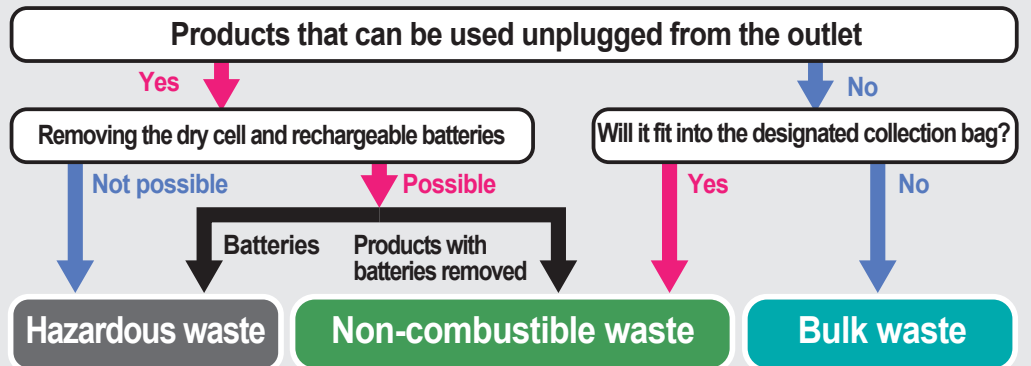 Products that can be used unplugged from the outlet
Yes
No
Removing the dry cell and rechargeable batteries
Will it fit into the designated collection bag?
Not possible
Possible
Yes
No
Batteries
Products with
batteries removed
Hazardous waste
Non-combustible waste
Bulk waste